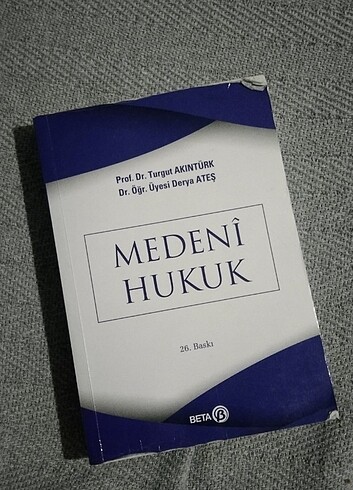 Prof. Dr. Turgut AKINTÜRK
Dr. Öğr. Üyesi Derya ATEŞ
MEDENÎ
HUKUK
26. Baskı
BETA